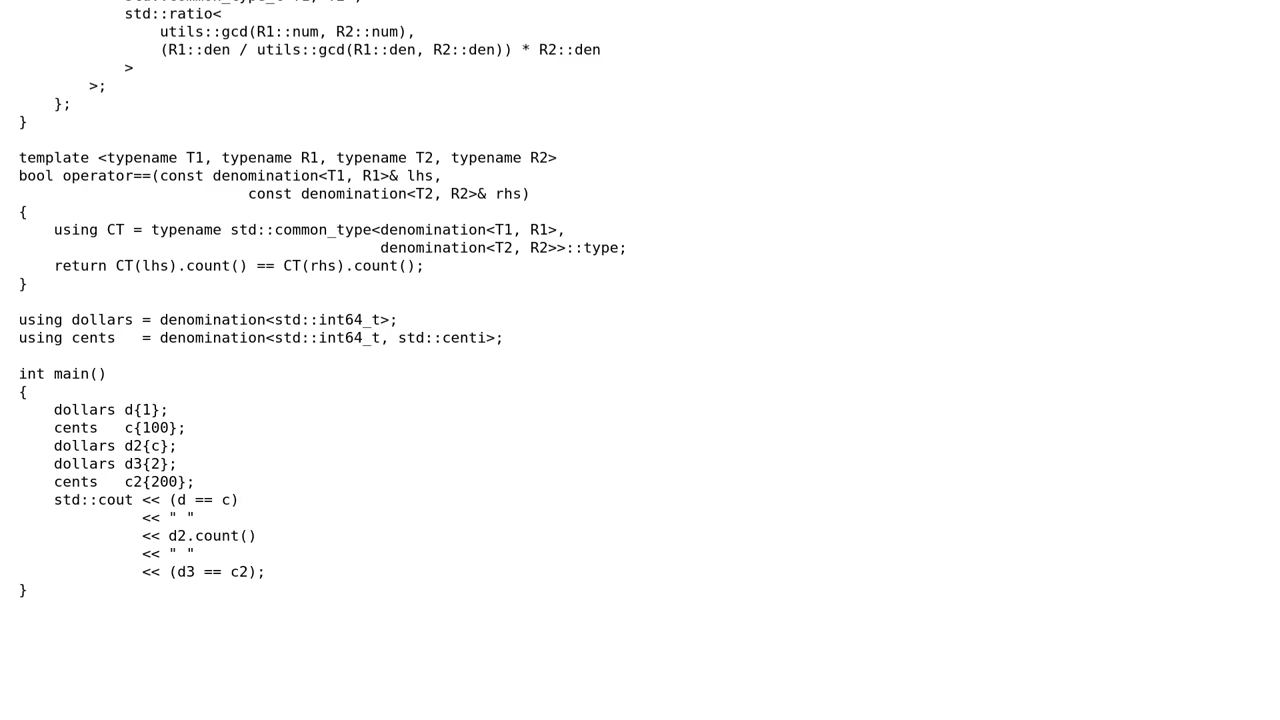 std::ratio<
utils::gcd(R1::num, R2::num),
(R1::den / utils::gcd(R1::den, R2::den)) * R2::den
>
>;
};
}
template <typename T1, typename R1, typename T2, typename R2>
bool operator==(const denomination<T1, R1>& lhs,
const denomination<T2, R2>& rhs)
{
using CT = typename std::common_type<denomination<T1, R1>,
denomination<T2, R2>>::type;
return CT(lhs).count() == CT(rhs).count();
}
using dollars = denomination<std::int64_t>;
using cents   = denomination<std::int64_t, std::centi>;
int main()
{
dollars d{1};
cents   c{100};
dollars d2{c};
dollars d3{2};
cents   c2{200};
std::cout << (d == c)
<< " "
<< d2.count()
<< " "
<< (d3 == c2);
}